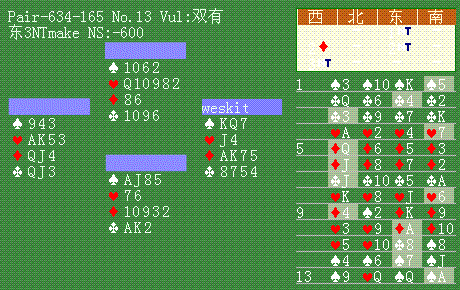 Pair-634-165 No.13 Vul:双有
东3NTmake NS:-600
♠1062
♥Q10982
♦86
♣1096
♠943
♥AK53
♦QJ4
♣QJ3
weskit
♠KQ7
♥J4
♦AK75
♣8754
♠AJ85
♥76
♦10932
♣AK2
西 北 东 南
T
♦ T
T
1 ♠3 ♠10 ♠K ♠5
♣Q ♣6 ♣4 ♣2
♣3 ♣9 ♣7 ♣K
♥A ♥2 ♥4 ♥7
5 ♦Q ♦6 ♦5 ♦3
♦J ♦8 ♦7 ♦2
♣J ♣10 ♣5 ♣A
♥K ♥8 ♥J ♥6
9 ♦4 ♠2 ♦K ♦9
♥3 ♥9 ♦A ♦10
♥5 ♥10 ♣8 ♠8
♠4 ♠6 ♠7 ♠J
13 ♠9 ♥Q ♠Q ♠A